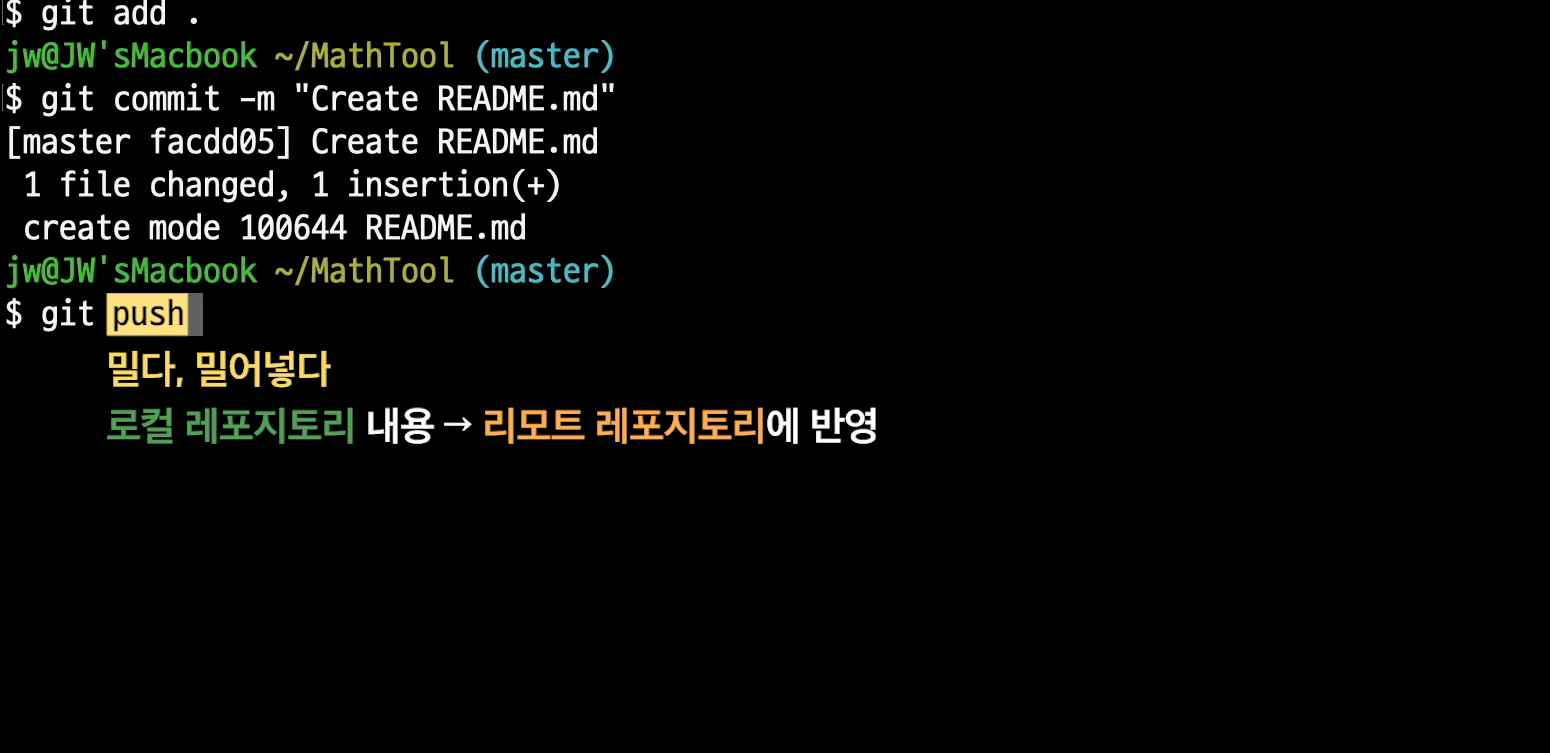 $ git add .
jw@JW'sMacbook ~/MathTool (master)
$ git commit -m "Create README.md"
[master facdd05] Create README.md
 1 file changed, 1 insertion(+)
 create mode 100644 README.md
jw@JW'sMacbook ~/MathTool (master)
$ git push
밀다, 밀어넣다
로컬 레포지토리 내용 → 리모트 레포지토리에 반영